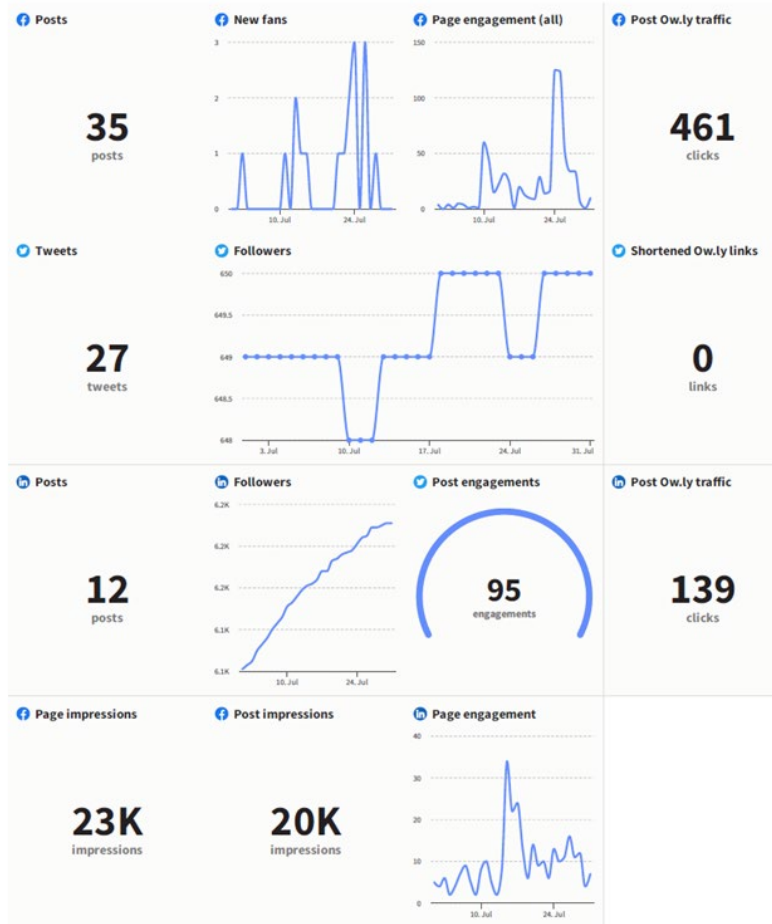 Posts
35
posts
New fans
3
2
1
0
10. Jul
24. Jul
Page engagement (all)
150
100
50
0
10. Jul
24. Jul
Post Ow.ly traffic
461
clicks
Tweets
27
tweets
Followers
650
649.5
649
648.5
648
3. Jul
10. Jul
17. Jul
24. Jul
31. Jul
Shortened Ow.ly links
0
links
Posts
12
posts
Followers
6.2K
6.2K
6.2K
6.1K
6.1K
10. Jul
24. Jul
Post engagements
95
engagements
Post Ow.ly traffic
139
clicks
Page impressions
23K
impressions
Post impressions
20K
impressions
Page engagement
40
30
20
10
0
10. Jul
24. Jul